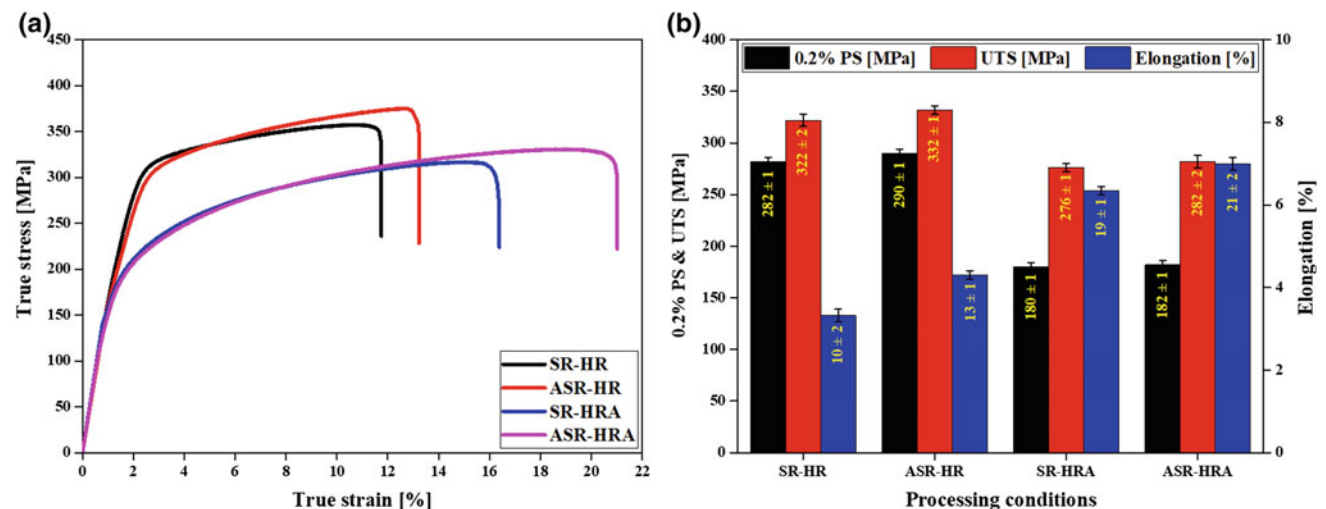 (a)
True stress [MPa]
450
400
350
300
250
200
150
100
50
0
0 2 4 6 8 10 12 14 16 18 20 22
True strain [%]
SR-HR
ASR-HR
SR-HRA
ASR-HRA
(b)
0.2% PS [MPa] UTS [MPa] Elongation [%]
0.2% PS & UTS [MPa]
400
350
300
250
200
150
100
50
0
282 ± 1
322 ± 2
10 ± 2
290 ± 1
332 ± 1
13 ± 1
180 ± 1
276 ± 1
19 ± 1
182 ± 1
282 ± 2
21 ± 2
10
8
6
4
2
0
Elongation [%]
SR-HR ASR-HR SR-HRA ASR-HRA
Processing conditions